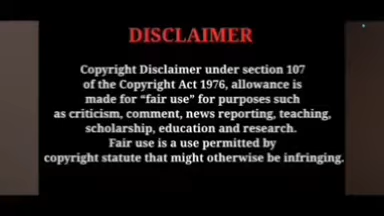 DISCLAIMER
Copyright Disclaimer under section 107
of the Copyright Act 1976, allowance is
made for “fair use” for purposes such
as criticism, comment, news reporting, teaching,
scholarship, education and research.
Fair use is a use permitted by
copyright statute that might otherwise be infringing.